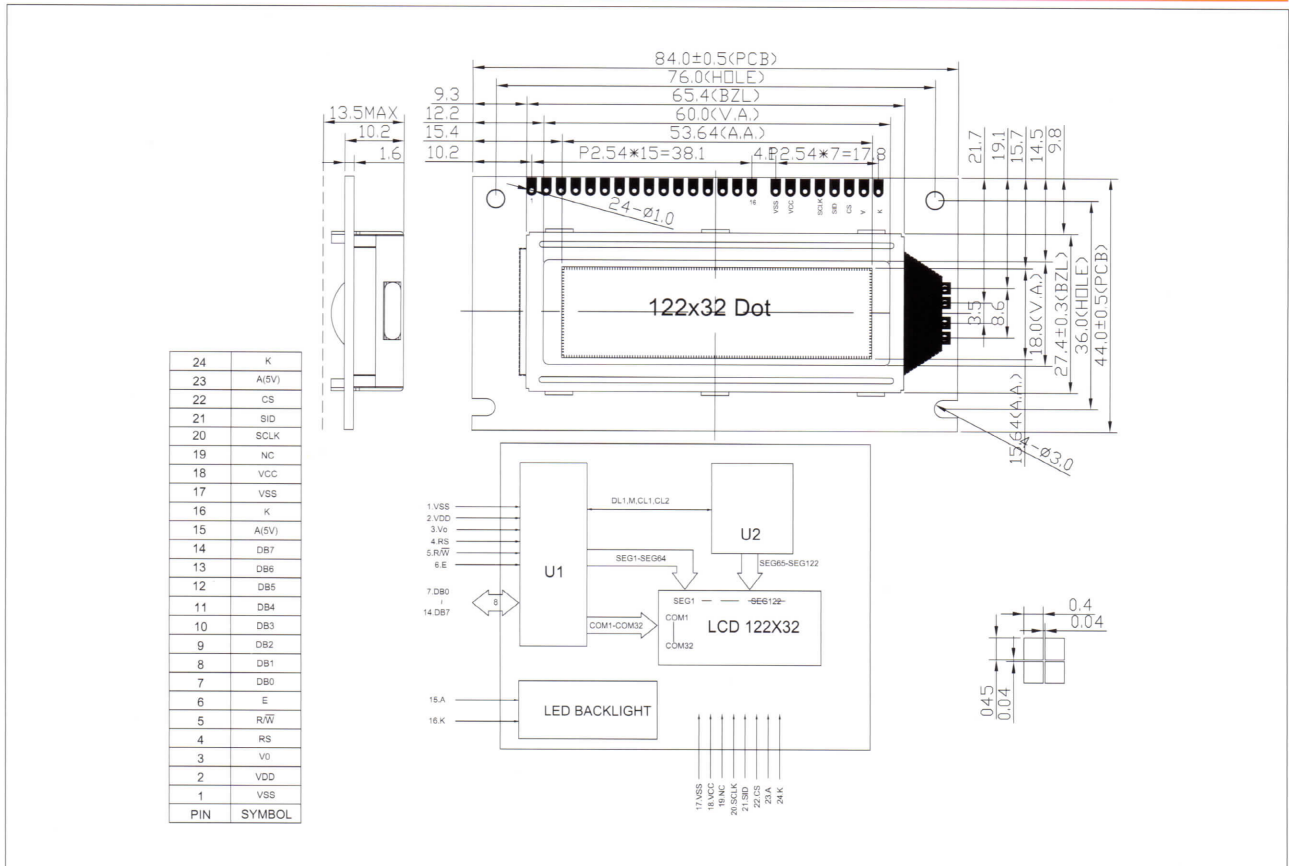 84.0±0.5(PCB)
76.0(HOLE)
65.4(BZL)
60.0(V.A.)
53.64(A.A.)
P2.54*15=38.1
P2.54*7=17.8
9.3
12.2
15.4
10.2
13.5MAX
10.2
1.6
21.7
19.1
15.7
14.5
9.8
1
16
VSS
VCC
SCLK
SID
CS
V
K
24-Ø1.0
122x32 Dot
3.5
8.6
15.64(A.A.)
18.0(V.A.)
27.4±0.3(BZL)
36.0(HOLE)
44.0±0.5(PCB)
4-Ø3.0
24 K
23 A(5V)
22 CS
21 SID
20 SCLK
19 NC
18 VCC
17 VSS
16 K
15 A(5V)
14 DB7
13 DB6
12 DB5
11 DB4
10 DB3
9 DB2
8 DB1
7 DB0
6 E
5 R/W̅
4 RS
3 V0
2 VDD
1 VSS
PIN SYMBOL
1.VSS
2.VDD
3.Vo
4.RS
5.R/W̅
6.E
7.DB0
14.DB7
8
U1
DL1,M,CL1,CL2
U2
SEG1-SEG64
SEG65-SEG122
COM1-COM32
SEG1 SEG122
COM1
COM32
LCD 122X32
15.A
16.K
LED BACKLIGHT
17.VSS
18.VCC
19.NC
20.SCLK
21.SID
22.CS
23.A
24.K
0.4
0.04
045
0.04